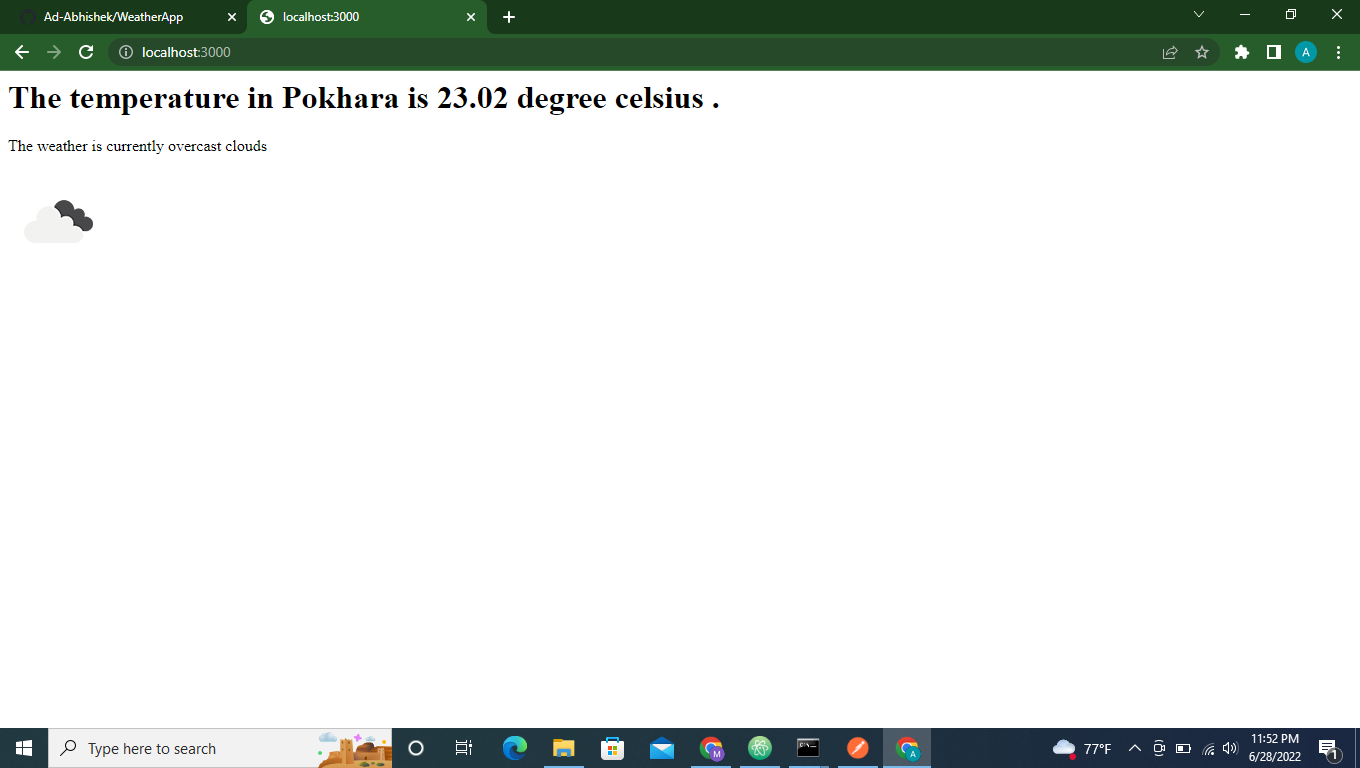 Ad-Abhishek/WeatherApp
localhost:3000
localhost:3000
A
The temperature in Pokhara is 23.02 degree celsius .
The weather is currently overcast clouds
Type here to search
M
A
77°F
11:52 PM
6/28/2022
1